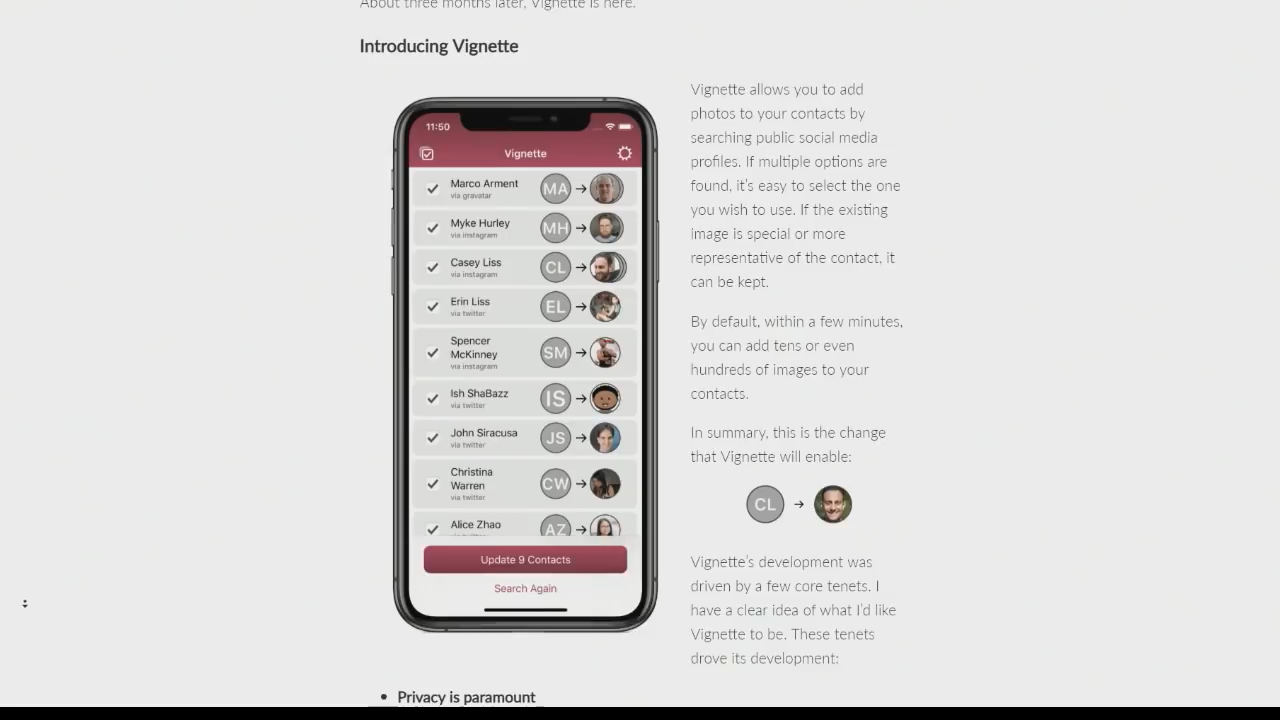 About three months later, Vignette is here.
Introducing Vignette
11:50
Vignette
Marco Arment
via gravatar
MA
Myke Hurley
via instagram
MH
Casey Liss
via instagram
CL
Erin Liss
via twitter
EL
Spencer
McKinney
via instagram
SM
Ish ShaBazz
via twitter
IS
John Siracusa
via twitter
JS
Christina
Warren
via twitter
CW
Alice Zhao
AZ
Update 9 Contacts
Search Again
Vignette allows you to add
photos to your contacts by
searching public social media
profiles. If multiple options are
found, it's easy to select the one
you wish to use. If the existing
image is special or more
representative of the contact, it
can be kept.
By default, within a few minutes,
you can add tens or even
hundreds of images to your
contacts.
In summary, this is the change
that Vignette will enable:
CL
Vignette's development was
driven by a few core tenets. I
have a clear idea of what I'd like
Vignette to be. These tenets
drove its development:
• Privacy is paramount